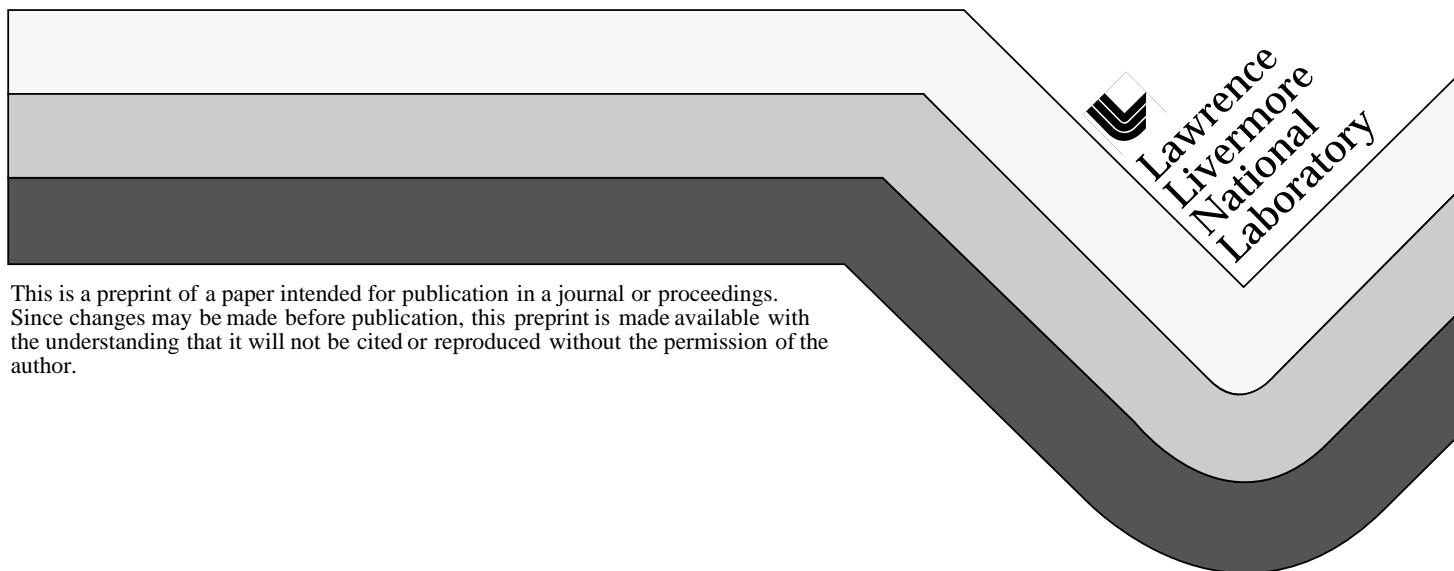 Lawrence
Livermore
National
Laboratory
This is a preprint of a paper intended for publication in a journal or proceedings.
Since changes may be made before publication, this preprint is made available with
the understanding that it will not be cited or reproduced without the permission of the
author.